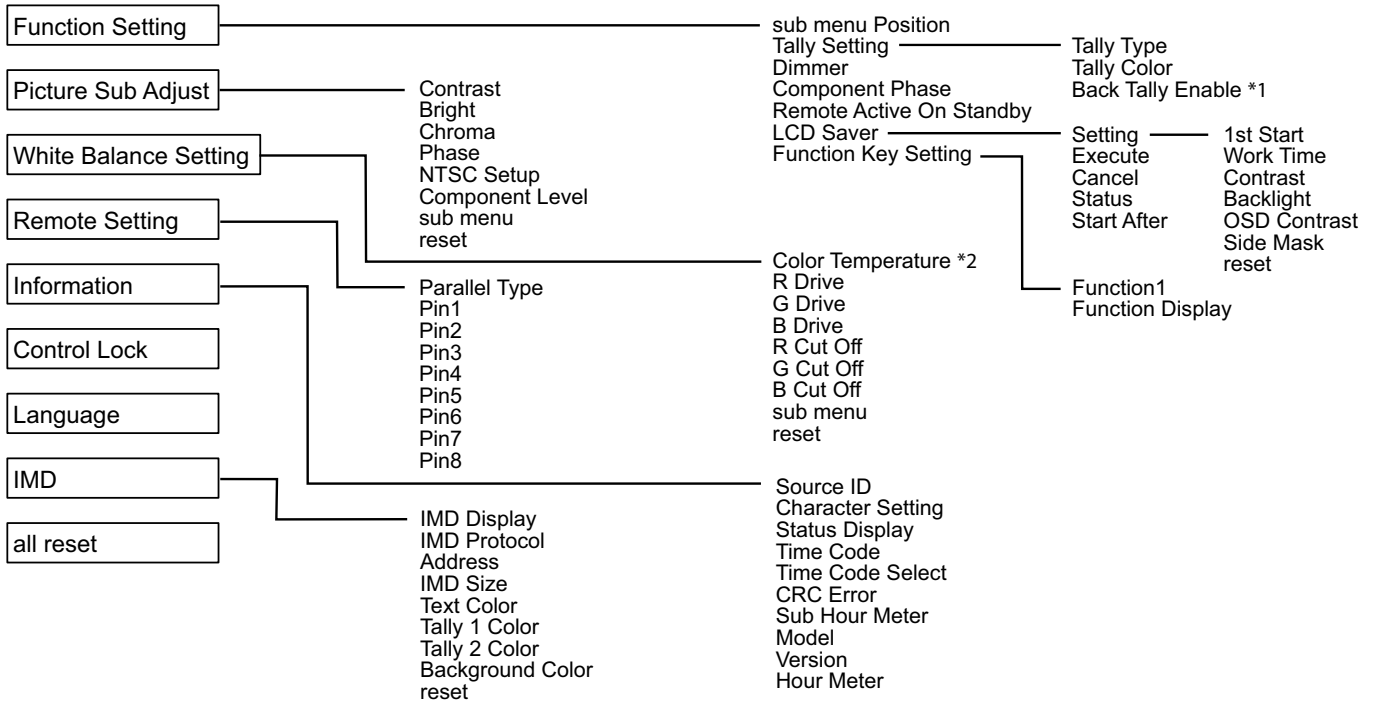 Function Setting
Picture Sub Adjust
White Balance Setting
Remote Setting
Information
Control Lock
Language
IMD
all reset
Contrast
Bright
Chroma
Phase
NTSC Setup
Component Level
sub menu
reset
Parallel Type
Pin1
Pin2
Pin3
Pin4
Pin5
Pin6
Pin7
Pin8
IMD Display
IMD Protocol
Address
IMD Size
Text Color
Tally 1 Color
Tally 2 Color
Background Color
reset
sub menu Position
Tally Setting
Dimmer
Component Phase
Remote Active On Standby
LCD Saver
Function Key Setting
Color Temperature *2
R Drive
G Drive
B Drive
R Cut Off
G Cut Off
B Cut Off
sub menu
reset
Source ID
Character Setting
Status Display
Time Code
Time Code Select
CRC Error
Sub Hour Meter
Model
Version
Hour Meter
Tally Type
Tally Color
Back Tally Enable *1
Setting
Execute
Cancel
Status
Start After
1st Start
Work Time
Contrast
Backlight
OSD Contrast
Side Mask
reset
Function1
Function Display